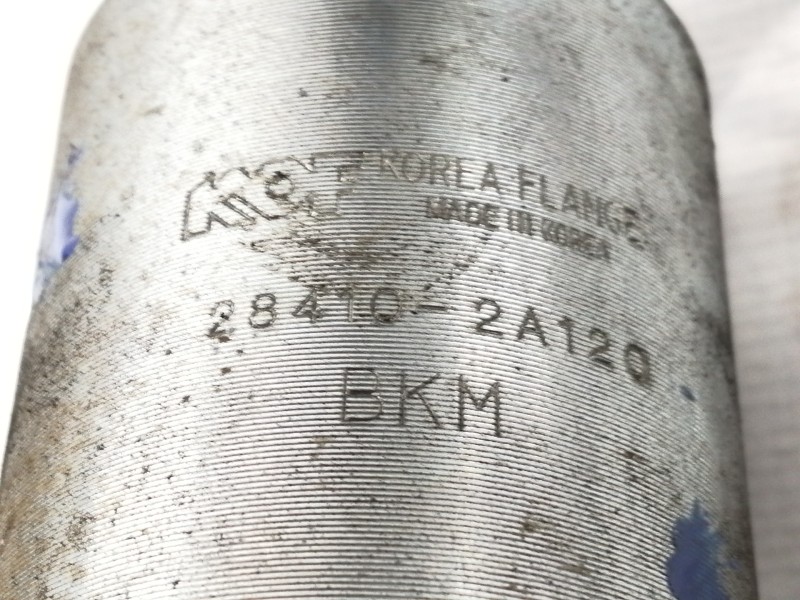 KOREA FLANGE
MADE IN KOREA
28410-2A120
BKM